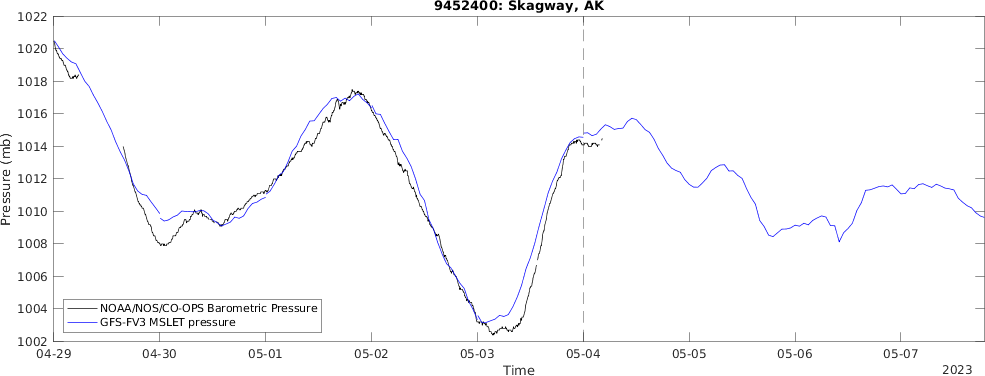 9452400: Skagway, AK
Pressure (mb)
1022
1020
1018
1016
1014
1012
1010
1008
1006
1004
1002
NOAA/NOS/CO-OPS Barometric Pressure
GFS-FV3 MSLET pressure
04-29 04-30 05-01 05-02 05-03 05-04 05-05 05-06 05-07
Time
2023